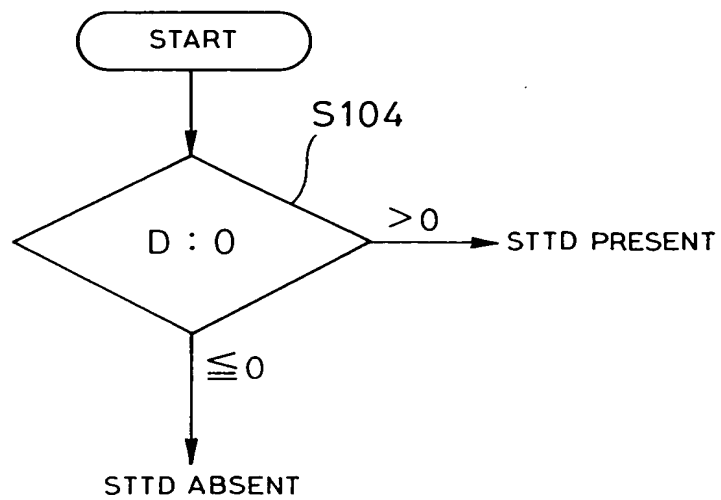 START
S104
D : 0
>0
STTD PRESENT
≦0
STTD ABSENT